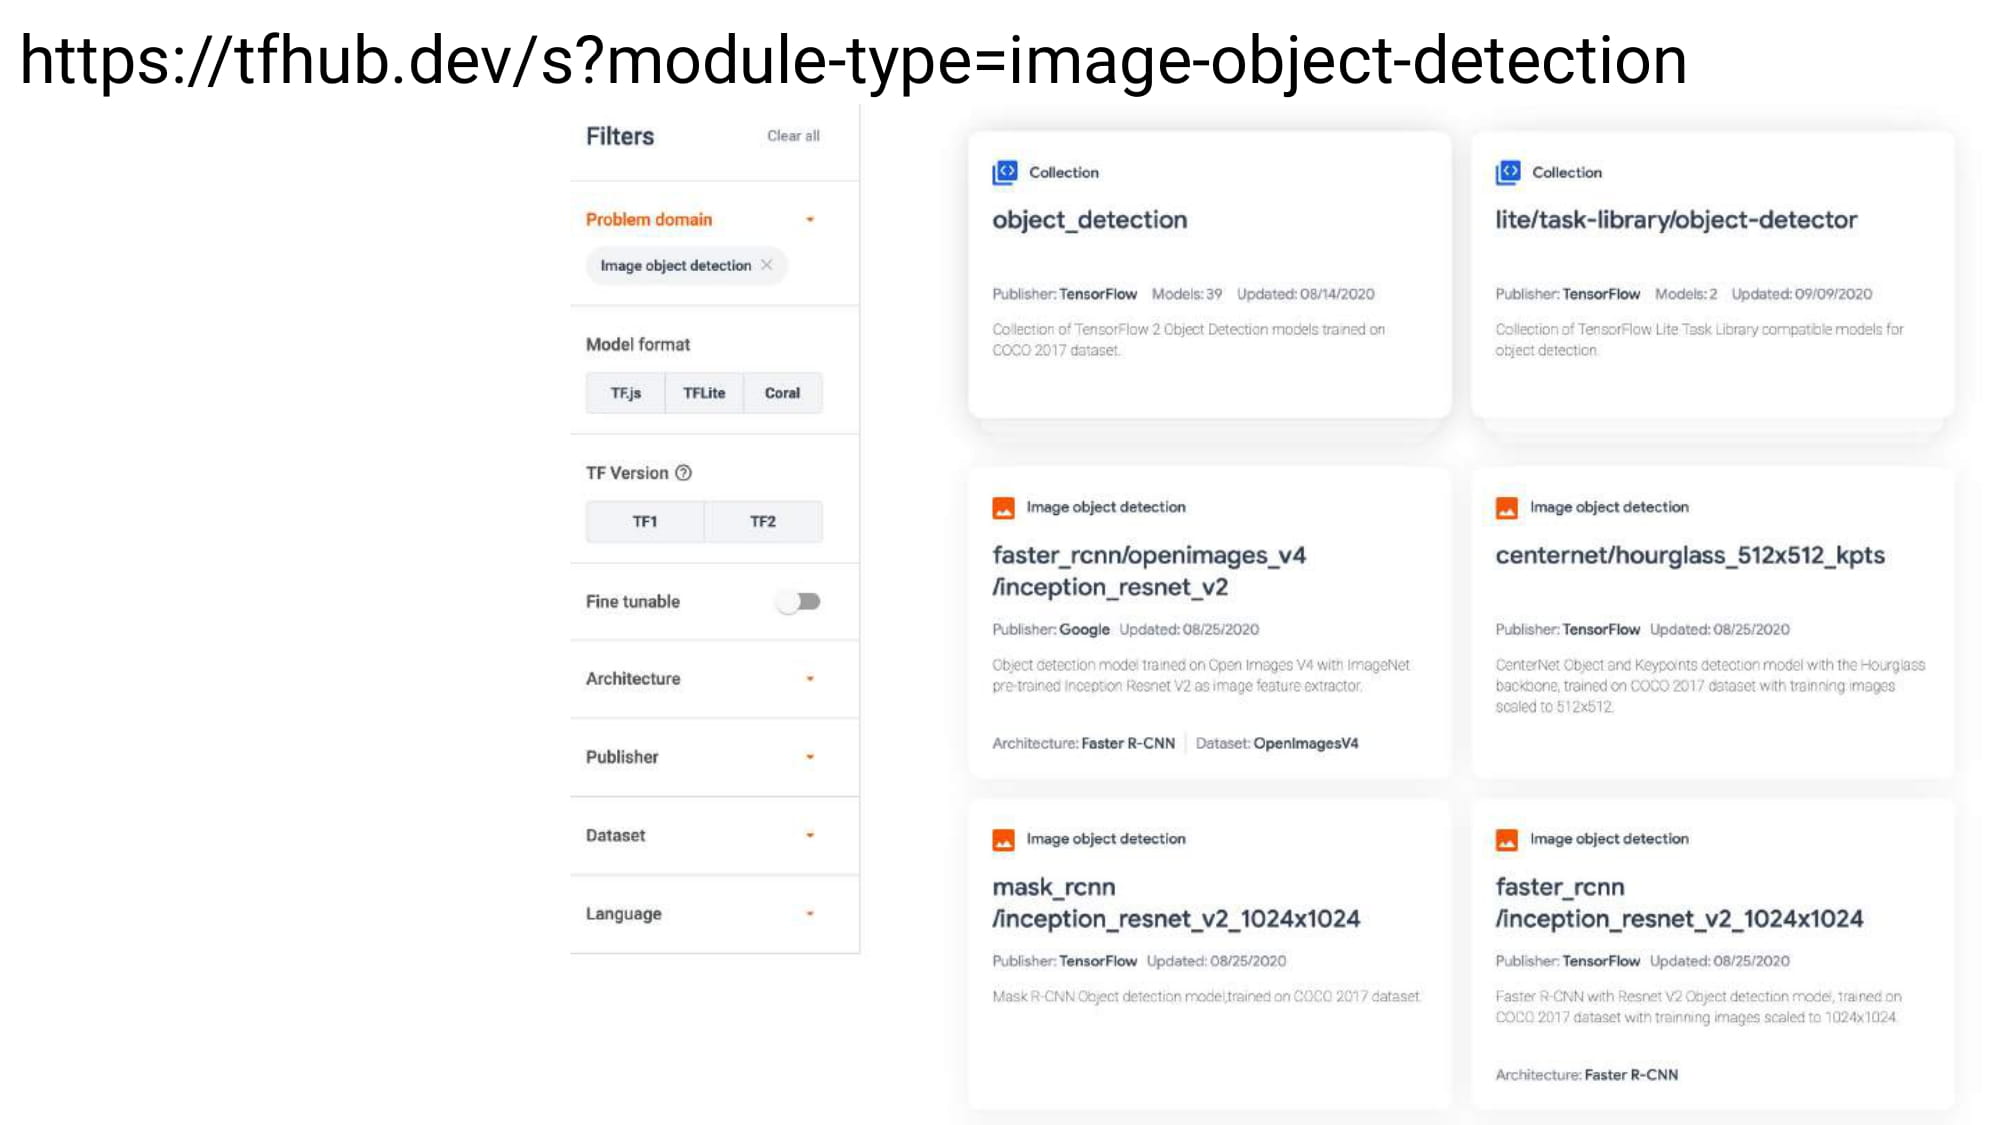 https://tfhub.dev/s?module-type=image-object-detection
Filters
Clear all
Problem domain
Image object detection
Model format
TF.js
TFLite
Coral
TF Version
TF1
TF2
Fine tunable
Architecture
Publisher
Dataset
Language
Collection
object_detection
Publisher: TensorFlow Models: 39 Updated: 08/14/2020
Collection of TensorFlow 2 Object Detection models trained on
COCO 2017 dataset.
Collection
lite/task-library/object-detector
Publisher: TensorFlow Models: 2 Updated: 09/09/2020
Collection of TensorFlow Lite Task Library compatible models for
object detection.
Image object detection
faster_rcnn/openimages_v4
/inception_resnet_v2
Publisher: Google Updated: 08/25/2020
Object detection model trained on Open Images V4 with ImageNet
pre-trained Inception Resnet V2 as image feature extractor.
Architecture: Faster R-CNN Dataset: OpenImagesV4
Image object detection
centernet/hourglass_512x512_kpts
Publisher: TensorFlow Updated: 08/25/2020
CenterNet Object and Keypoints detection model with the Hourglass
backbone, trained on COCO 2017 dataset with trainning images
scaled to 512x512.
Image object detection
mask_rcnn
/inception_resnet_v2_1024x1024
Publisher: TensorFlow Updated: 08/25/2020
Mask R-CNN Object detection model,trained on COCO 2017 dataset.
Image object detection
faster_rcnn
/inception_resnet_v2_1024x1024
Publisher: TensorFlow Updated: 08/25/2020
Faster R-CNN with Resnet V2 Object detection model, trained on
COCO 2017 dataset with trainning images scaled to 1024x1024.
Architecture: Faster R-CNN